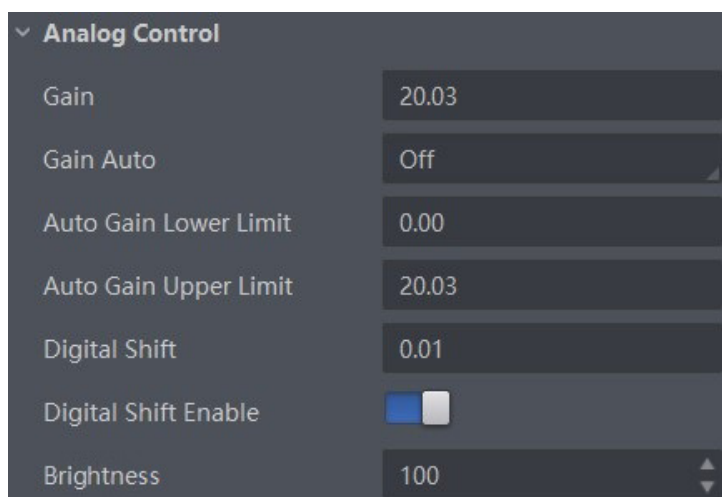 Analog Control
Gain 20.03
Gain Auto Off
Auto Gain Lower Limit 0.00
Auto Gain Upper Limit 20.03
Digital Shift 0.01
Digital Shift Enable
Brightness 100